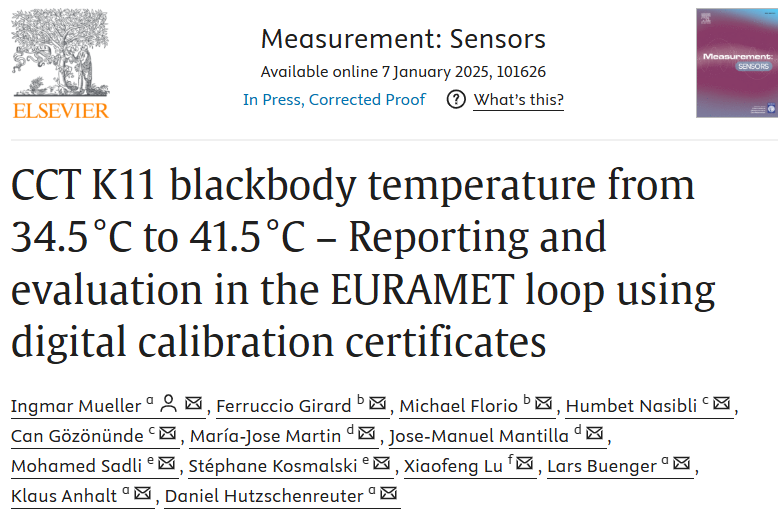 Measurement: Sensors
Available online 7 January 2025, 101626
In Press, Corrected Proof ? What's this?
ELSEVIER
Measurement:
SENSORS
CCT K11 blackbody temperature from
34.5 °C to 41.5 °C – Reporting and
evaluation in the EURAMET loop using
digital calibration certificates
Ingmar Mueller a, Ferruccio Girard b, Michael Florio b, Humbet Nasibli c,
Can Gözönünde c, María-Jose Martin d, Jose-Manuel Mantilla d,
Mohamed Sadli e, Stéphane Kosmalski e, Xiaofeng Lu f, Lars Buenger a,
Klaus Anhalt a, Daniel Hutzschenreuter a